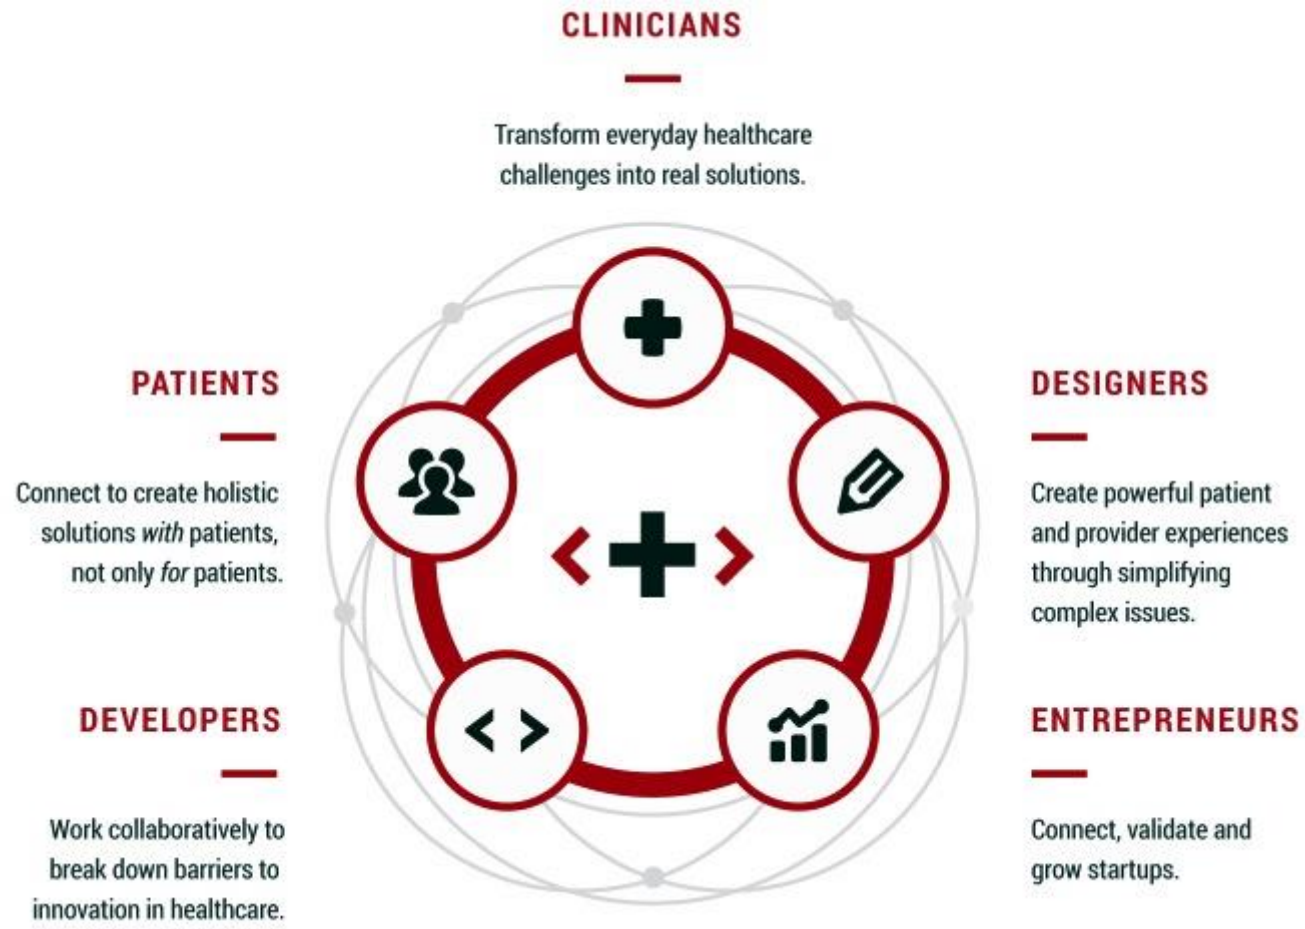 CLINICIANS
Transform everyday healthcare
challenges into real solutions.
PATIENTS
Connect to create holistic
solutions with patients,
not only for patients.
DESIGNERS
Create powerful patient
and provider experiences
through simplifying
complex issues.
DEVELOPERS
Work collaboratively to
break down barriers to
innovation in healthcare.
ENTREPRENEURS
Connect, validate and
grow startups.